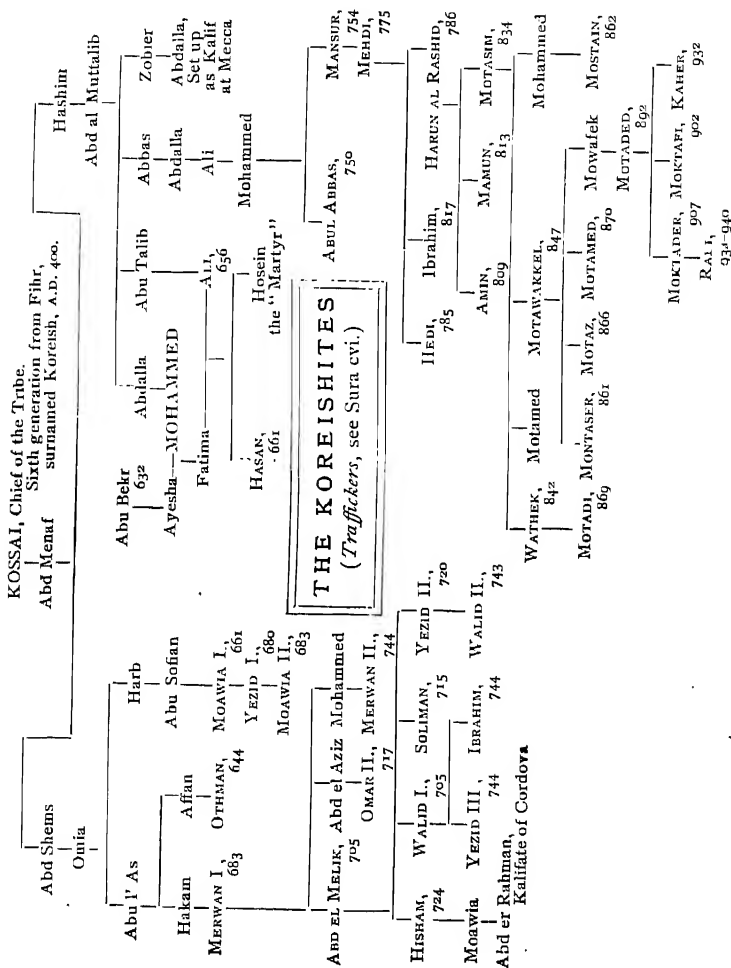 KOSSAI, Chief of the Tribe.
Sixth generation from Fihr,
surnamed Koreish, A.D. 400.
Abd Menaf
Abd Shems
Hashim
Omia
Abd al Muttalib
Abu l' As
Harb
Abu Bekr
632
Abdalla
Abu Talib
Abbas
Zobier
Hakam
Affan
Abu Sofian
Ayesha—MOHAMMED
ALI,
656
Abdalla
Abdalla,
Set up
as Kalif
at Mecca
MERWAN I,
683
OTHMAN,
644
MOAWIA I.,
661
Fatima
Ali
YEZID I.,
680
HASAN,
661
Hosein
the "Martyr"
Mohammed
MOAWIA II.,
683
THE KOREISHITES
(Traffickers, see Sura cvi.)
ABUL ABBAS,
750
MANSUR,
754
MEHDI,
775
ABD EL MELIK,
705
Abd el Aziz
Mohammed
OMAR II.,
717
MERWAN II.,
744
HEDI,
785
Ibrahim,
817
HARUN AL RASHID,
786
HISHAM,
724
WALID I.,
705
SOLIMAN,
715
YEZID II.,
720
AMIN,
809
MAMUN,
813
MOTASIM,
834
Moawia
YEZID III,
744
IBRAHIM,
744
WALID II.,
743
Abd er Rahman,
Kalifate of Cordova
WATHEK,
842
Motamed
MOTAWAKKEL,
847
Mohammed
MOTADI,
869
MONTASER,
861
MOTAZ,
866
MOTAMED,
870
Mowafek
MOSTAIN,
862
MOTADED,
892
MOKTADER,
907
MOKTAFI,
902
KAHER,
932
934-940